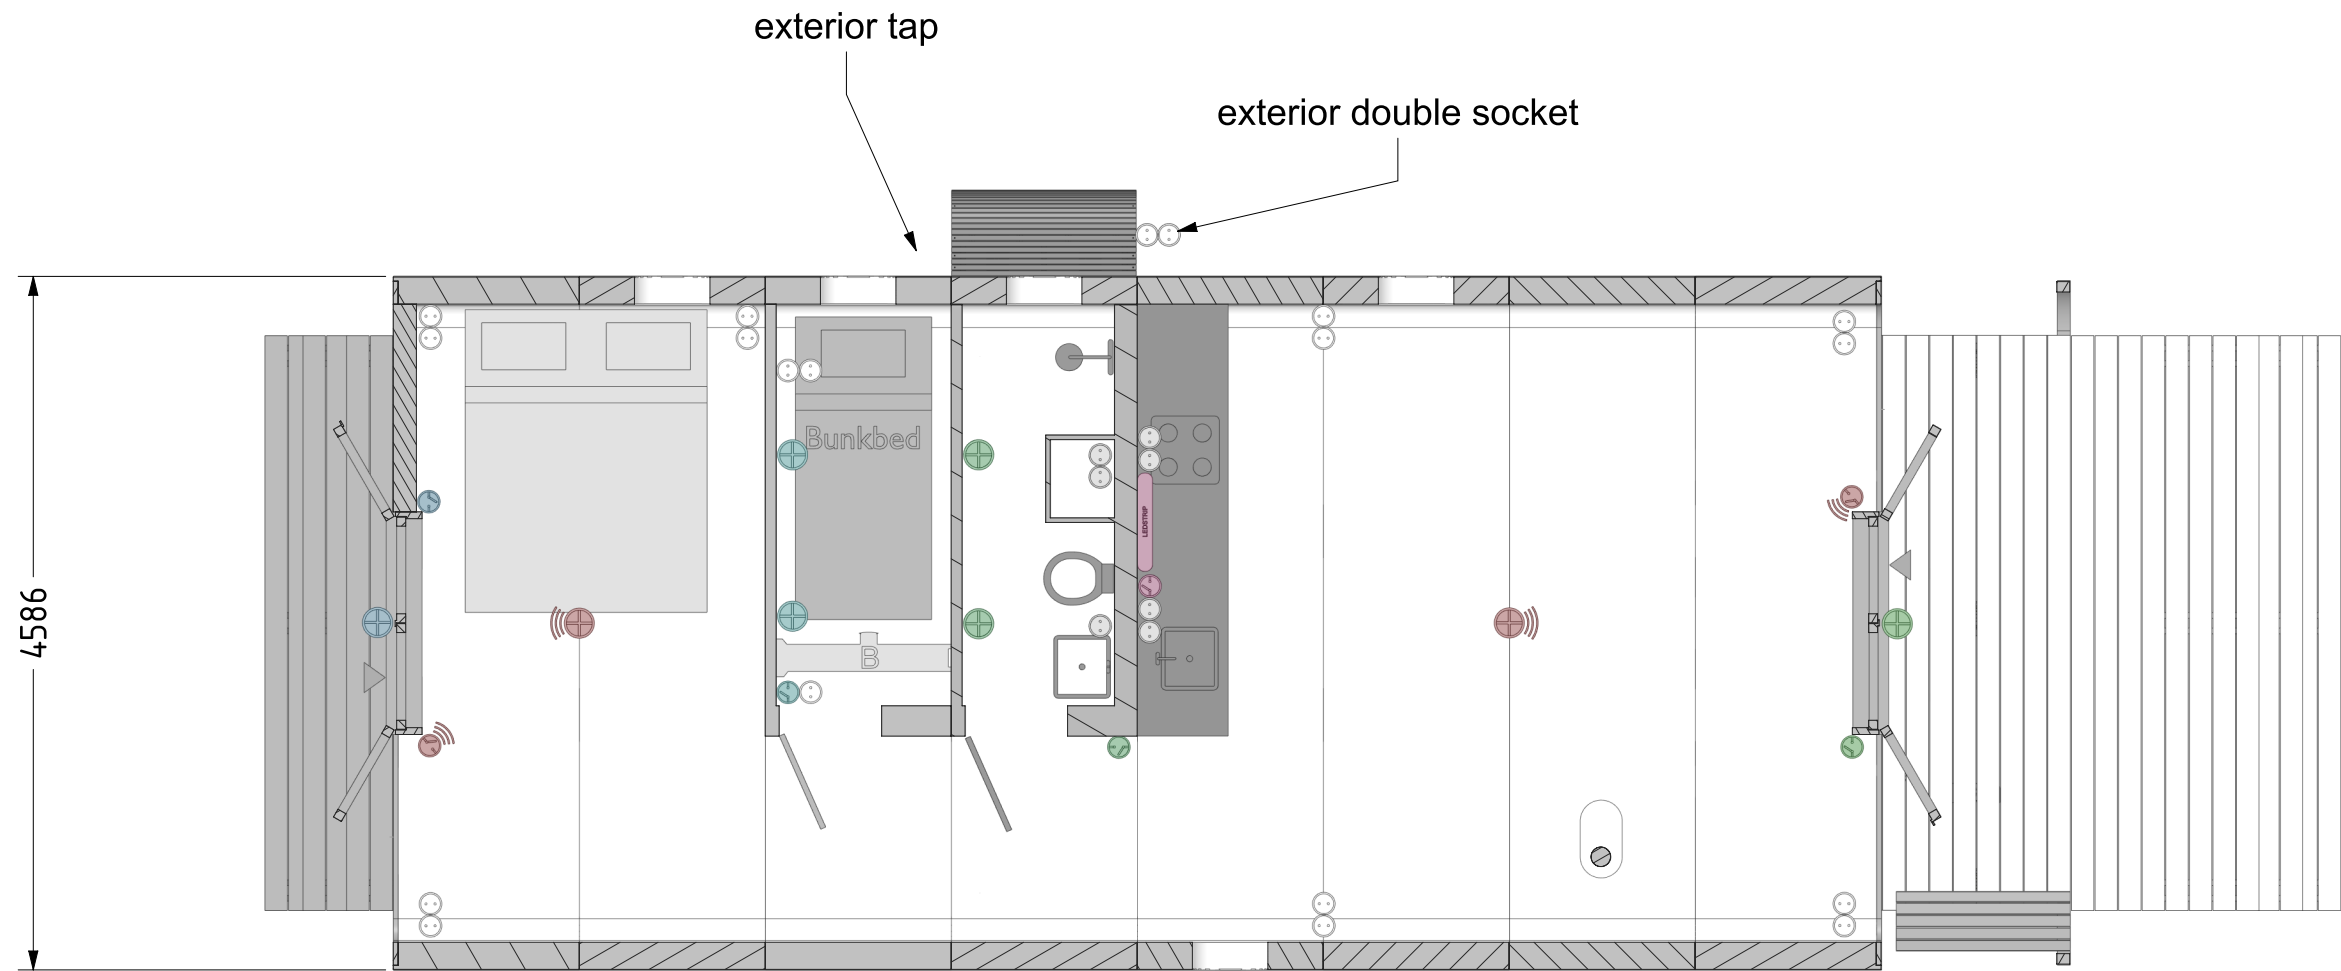 exterior tap
exterior double socket
Bunkbed
LEDSTRIP
B
4586